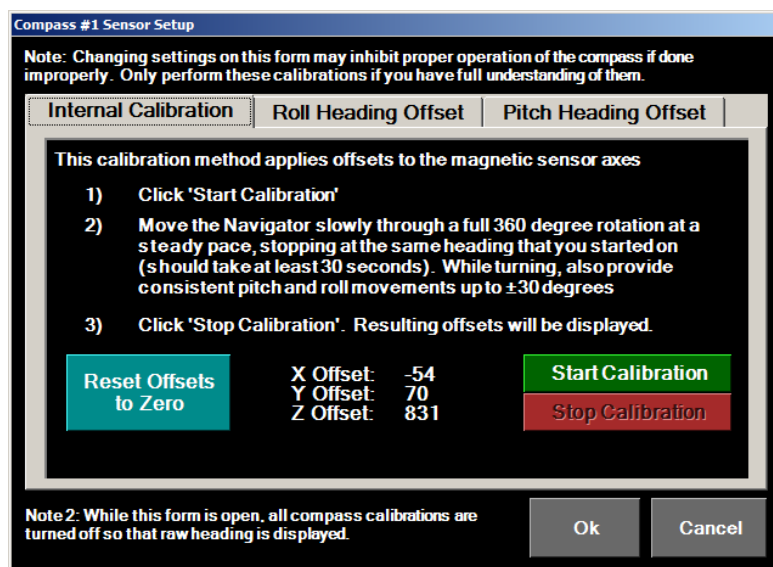 Compass #1 Sensor Setup
Note: Changing settings on this form may inhibit proper operation of the compass if done
improperly. Only perform these calibrations if you have full understanding of them.
Internal Calibration
Roll Heading Offset
Pitch Heading Offset
This calibration method applies offsets to the magnetic sensor axes
1) Click 'Start Calibration'
2) Move the Navigator slowly through a full 360 degree rotation at a
steady pace, stopping at the same heading that you started on
(should take at least 30 seconds). While turning, also provide
consistent pitch and roll movements up to ±30 degrees
3) Click 'Stop Calibration'. Resulting offsets will be displayed.
Reset Offsets
to Zero
X Offset: -54
Y Offset: 70
Z Offset: 831
Start Calibration
Stop Calibration
Note 2: While this form is open, all compass calibrations are
turned off so that raw heading is displayed.
Ok
Cancel